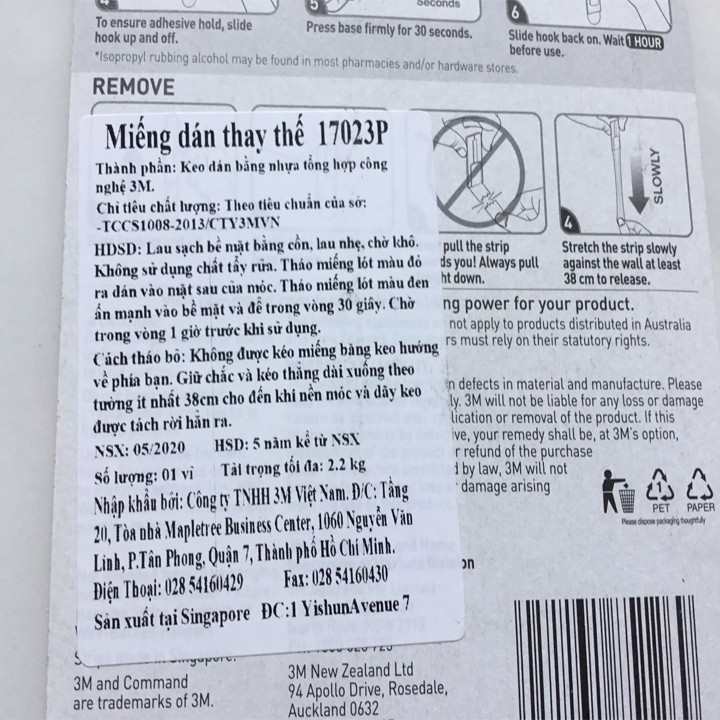 Seconds
5
6
To ensure adhesive hold, slide
hook up and off.
Press base firmly for 30 seconds.
Slide hook back on. Wait 1 HOUR
before use.
*Isopropyl rubbing alcohol may be found in most pharmacies and/or hardware stores.
REMOVE
Miếng dán thay thế 17023P
Thành phần: Keo dán bằng nhựa tổng hợp công
nghệ 3M.
Chỉ tiêu chất lượng: Theo tiêu chuẩn của sở:
-TCCS1008-2013/CTY3MVN
HDSD: Lau sạch bề mặt bằng cồn, lau nhẹ, chờ khô.
Không sử dụng chất tẩy rửa. Tháo miếng lót màu đỏ
ra dán vào mặt sau của móc. Tháo miếng lót màu đen
ấn mạnh vào bề mặt và để trong vòng 30 giây. Chờ
trong vòng 1 giờ trước khi sử dụng.
Cách tháo bỏ: Không được kéo miếng băng keo hướng
về phía bạn. Giữ chắc và kéo thẳng dài xuống theo
tường ít nhất 38cm cho đến khi nền móc và dây keo
được tách rời hẳn ra.
NSX: 05/2020 HSD: 5 năm kể từ NSX
Số lượng: 01 vỉ Tải trọng tối đa: 2.2 kg
Nhập khẩu bởi: Công ty TNHH 3M Việt Nam. Đ/C: Tầng
20, Tòa nhà Mapletree Business Center, 1060 Nguyễn Văn
Linh, P.Tân Phong, Quận 7, Thành phố Hồ Chí Minh.
Điện Thoại: 028 54160429 Fax: 028 54160430
Sản xuất tại Singapore ĐC:1 YishunAvenue 7
SLOWLY
4
pull the strip
ds you! Always pull
ht down.
Stretch the strip slowly
against the wall at least
38 cm to release.
ng power for your product.
not apply to products distributed in Australia
rs must rely on their statutory rights.
n defects in material and manufacture. Please
ly. 3M will not be liable for any loss or damage
lication or removal of the product. If this
ive, your remedy shall be, at 3M's option,
r refund of the purchase
d by law, 3M will not
damage arising
1
PET PAPER
Please dispose packaging thoughtfully
on
3M and Command
are trademarks of 3M.
3M New Zealand Ltd
94 Apollo Drive, Rosedale,
Auckland 0632